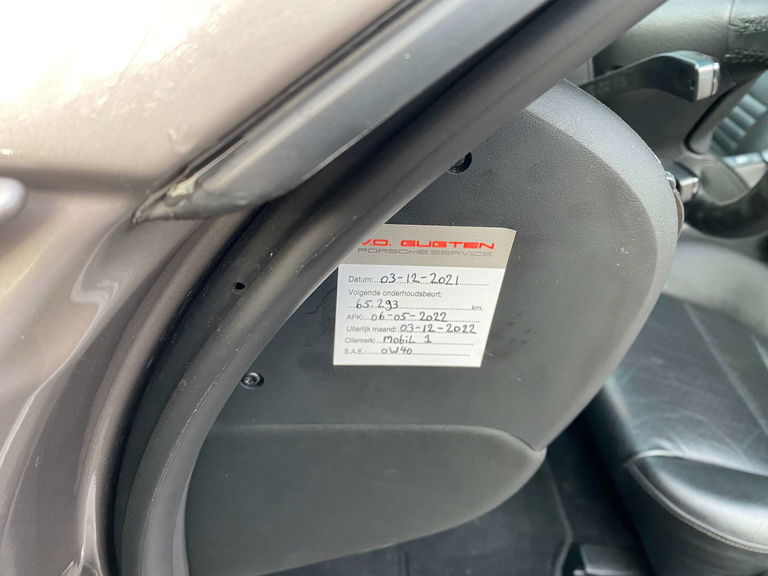 V.D. GUGTEN
PORSCHE SERVICE
Datum: 03-12-2021
Volgende onderhoudsbeurt:
65.293 km.
APK: 06-05-2022
Uiterlijk maand: 03-12-2022
Oliemerk: Mobil 1
S.A.E.: 0W40